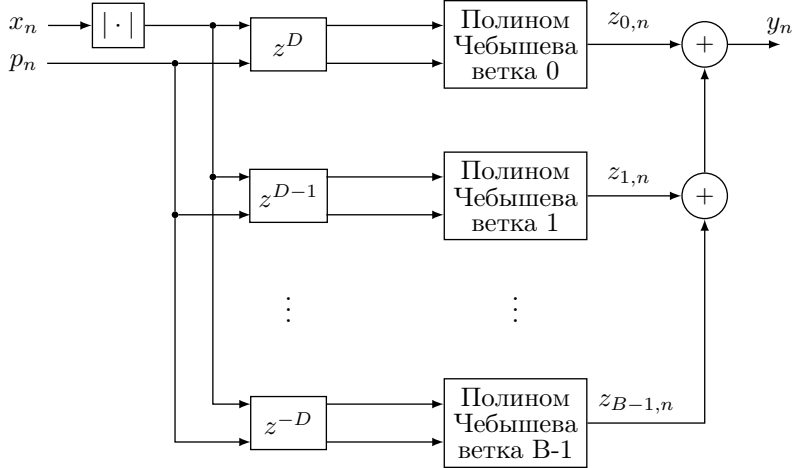 x_n
|·|
p_n
z^D
Полином
Чебышева
ветка 0
z_{0,n}
+
y_n
z^{D−1}
Полином
Чебышева
ветка 1
z_{1,n}
+
⋮
⋮
z^{−D}
Полином
Чебышева
ветка B-1
z_{B−1,n}